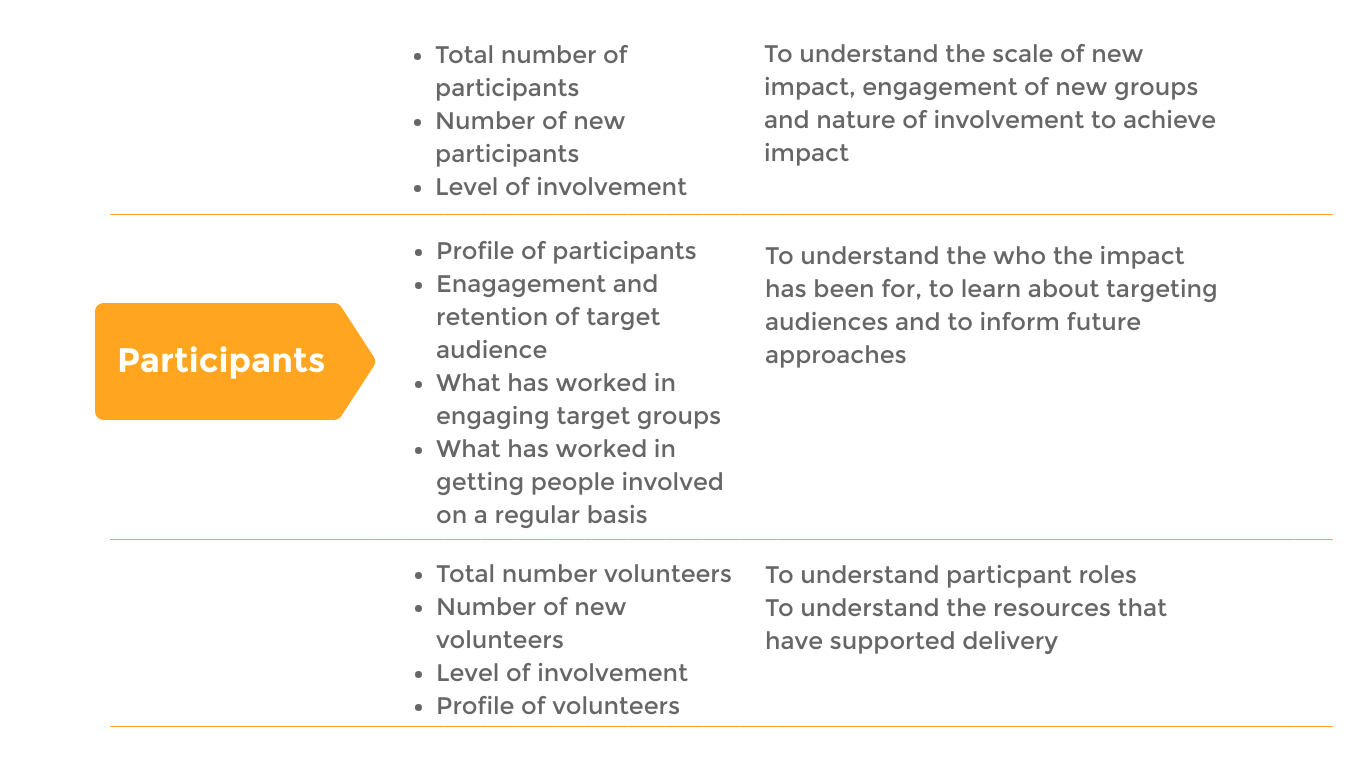 • Total number of
participants
• Number of new
participants
• Level of involvement
To understand the scale of new
impact, engagement of new groups
and nature of involvement to achieve
impact
Participants
• Profile of participants
• Enagagement and
retention of target
audience
• What has worked in
engaging target groups
• What has worked in
getting people involved
on a regular basis
To understand the who the impact
has been for, to learn about targeting
audiences and to inform future
approaches
• Total number volunteers
• Number of new
volunteers
• Level of involvement
• Profile of volunteers
To understand particpant roles
To understand the resources that
have supported delivery